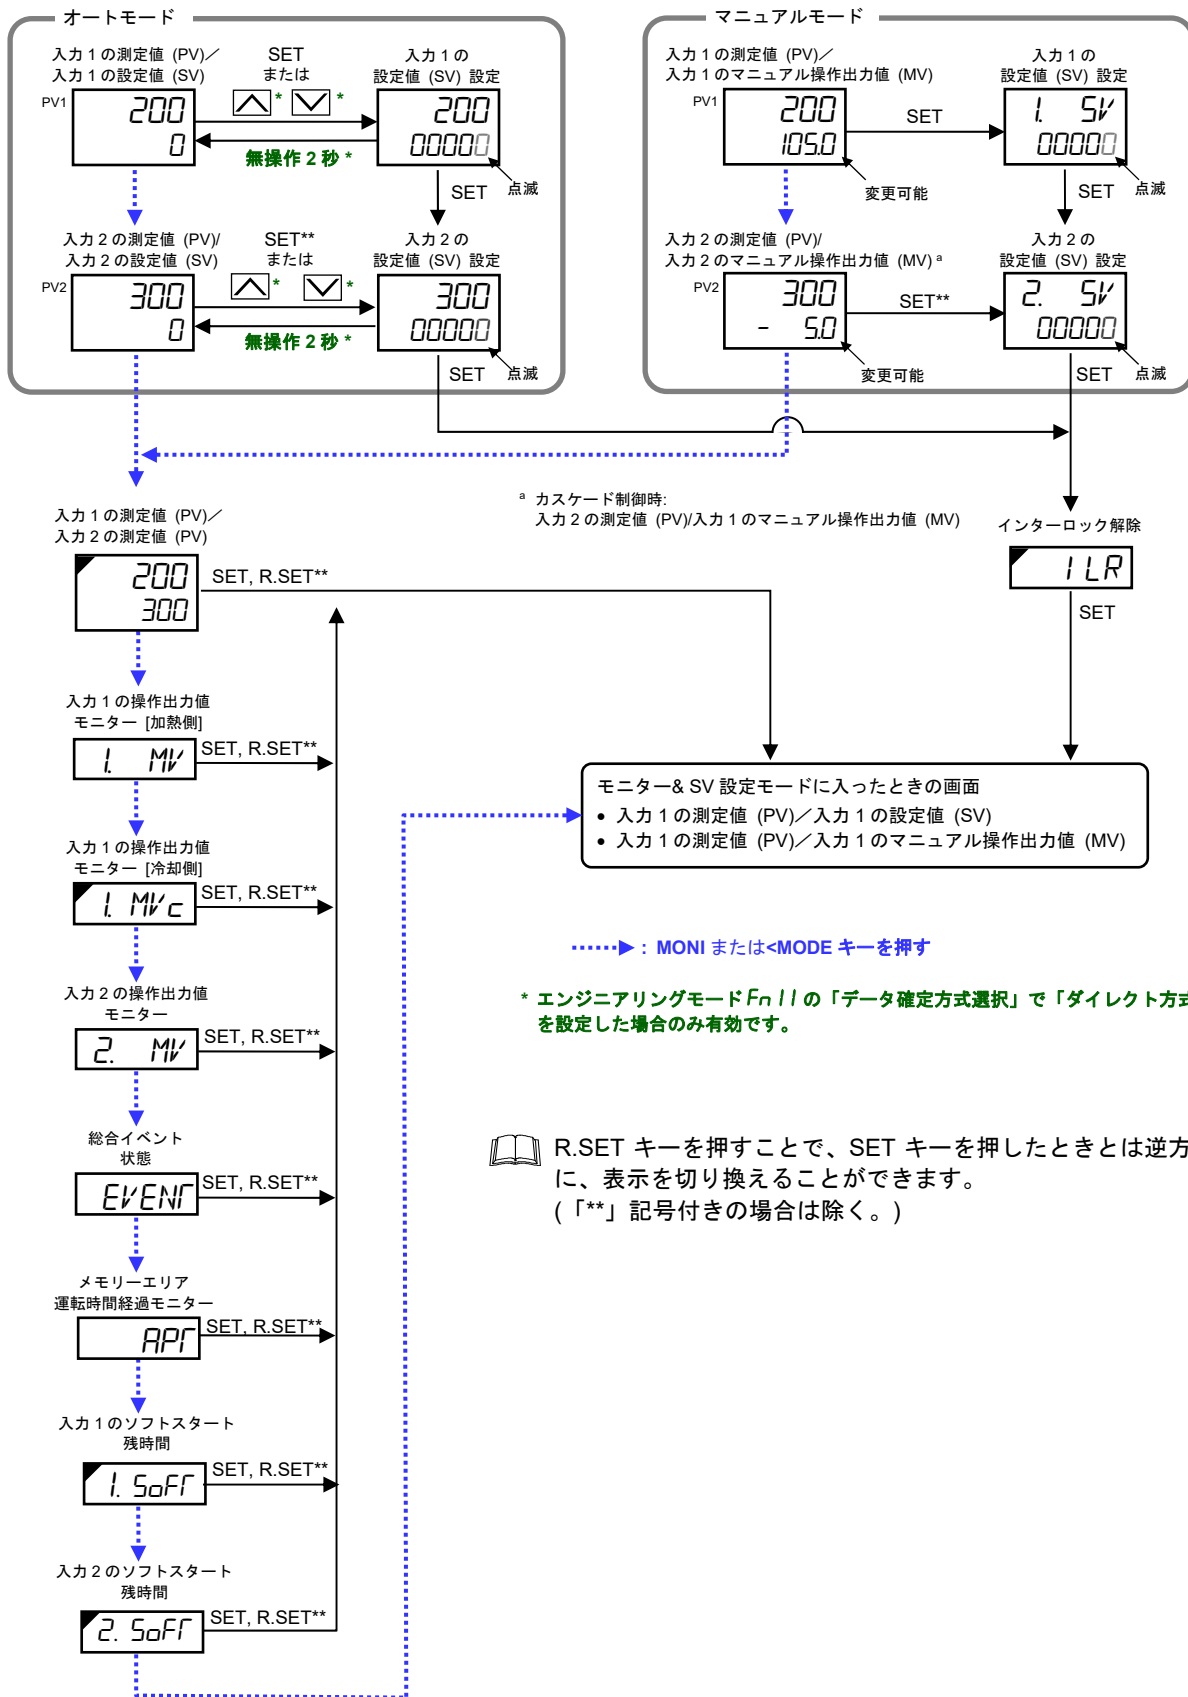 オートモード
入力1の測定値 (PV)／
入力1の設定値 (SV)
SET
または
* *
入力1の
設定値 (SV) 設定
PV1
200
0
無操作 2 秒 *
200
00000
SET
点滅
入力2の測定値 (PV)/
入力2の設定値 (SV)
SET**
または
* *
入力2の
設定値 (SV) 設定
PV2
300
0
無操作 2 秒 *
300
00000
SET
点滅
マニュアルモード
入力1の測定値 (PV)／
入力1のマニュアル操作出力値 (MV)
入力1の
設定値 (SV) 設定
PV1
200
105.0
SET
1. SV
00000
変更可能
SET
点滅
入力2の測定値 (PV)/
入力2のマニュアル操作出力値 (MV) a
入力2の
設定値 (SV) 設定
PV2
300
- 5.0
SET**
2. SV
00000
変更可能
SET
点滅
a カスケード制御時:
入力2の測定値 (PV)/入力1のマニュアル操作出力値 (MV)
インターロック解除
ILR
SET
入力1の測定値 (PV)／
入力2の測定値 (PV)
200
300
SET, R.SET**
入力1の操作出力値
モニター [加熱側]
1. MV
SET, R.SET**
モニター& SV 設定モードに入ったときの画面
• 入力1の測定値 (PV)／入力1の設定値 (SV)
• 入力1の測定値 (PV)／入力1のマニュアル操作出力値 (MV)
入力1の操作出力値
モニター [冷却側]
1. MVc
SET, R.SET**
: MONI または<MODE キーを押す
* エンジニアリングモード Fn11 の「データ確定方式選択」で「ダイレクト方式
を設定した場合のみ有効です。
入力2の操作出力値
モニター
2. MV
SET, R.SET**
R.SET キーを押すことで、SET キーを押したときとは逆方
に、表示を切り換えることができます。
(「**」記号付きの場合は除く。)
総合イベント
状態
EVENT
SET, R.SET**
メモリーエリア
運転時間経過モニター
APT
SET, R.SET**
入力1のソフトスタート
残時間
1. SoFT
SET, R.SET**
入力2のソフトスタート
残時間
2. SoFT
SET, R.SET**